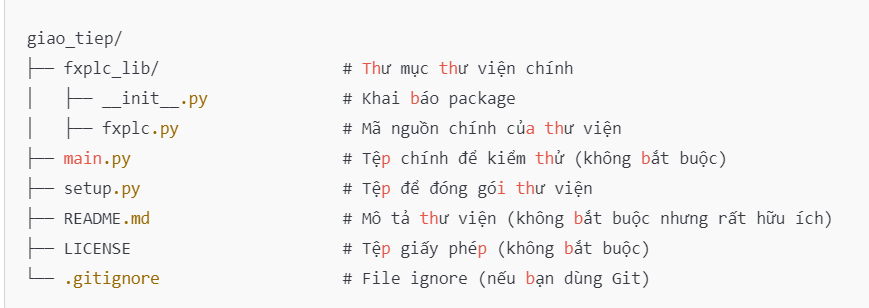 giao_tiep/
├── fxplc_lib/                   # Thư mục thư viện chính
│   ├── __init__.py              # Khai báo package
│   ├── fxplc.py                 # Mã nguồn chính của thư viện
├── main.py                      # Tệp chính để kiểm thử (không bắt buộc)
├── setup.py                     # Tệp để đóng gói thư viện
├── README.md                    # Mô tả thư viện (không bắt buộc nhưng rất hữu ích)
├── LICENSE                      # Tệp giấy phép (không bắt buộc)
└── .gitignore                   # File ignore (nếu bạn dùng Git)